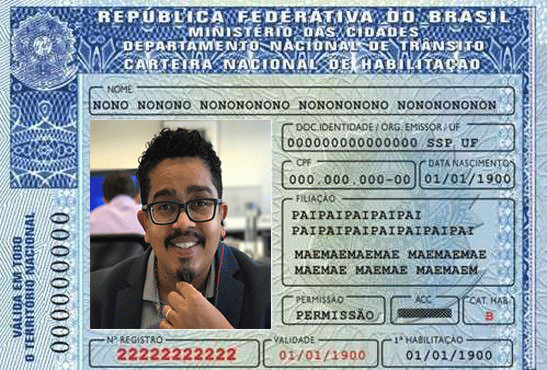 REPÚBLICA FEDERATIVA DO BRASIL
MINISTÉRIO DAS CIDADES
DEPARTAMENTO NACIONAL DE TRÂNSITO
CARTEIRA NACIONAL DE HABILITAÇÃO
NOME
NONO NONONO NONONONONO NONONONONO NONONONONON
DOC.IDENTIDADE / ORG. EMISSOR / UF
000000000000000 SSP UF
CPF
000.000.000-00
DATA NASCIMENTO
01/01/1900
FILIAÇÃO
PAIPAIPAIPAIPAI
PAIPAIPAIPAIPAIPAIPAI
MAEMAEMAEMAE MAEMAEMAE
MAEMAE MAEMAE MAEMAEM
PERMISSÃO
PERMISSÃO
ACC
CAT. HAB
B
Nº REGISTRO
22222222222
VALIDADE
01/01/1900
1ª HABILITAÇÃO
01/01/1900
VÁLIDA EM TODO
O TERRITÓRIO NACIONAL
0000000000